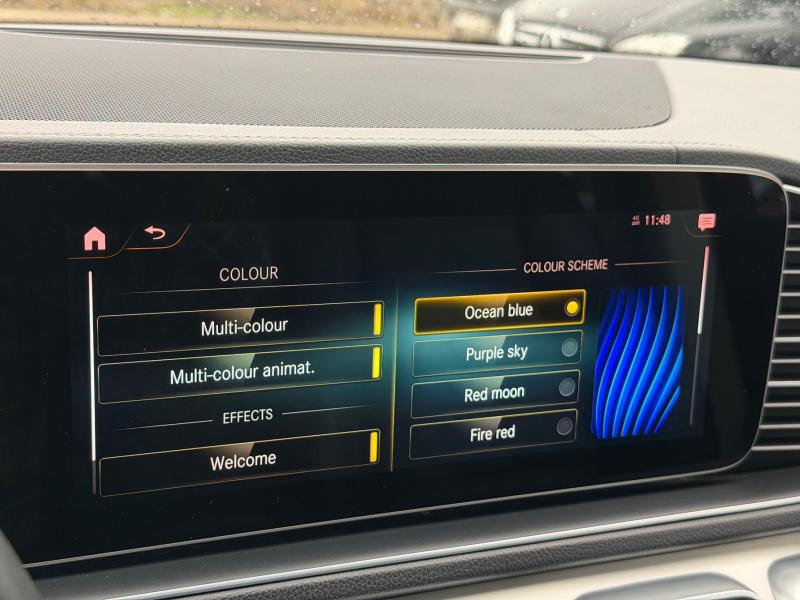 4G 11:48
COLOUR
Multi-colour
Multi-colour animat.
EFFECTS
Welcome
COLOUR SCHEME
Ocean blue
Purple sky
Red moon
Fire red